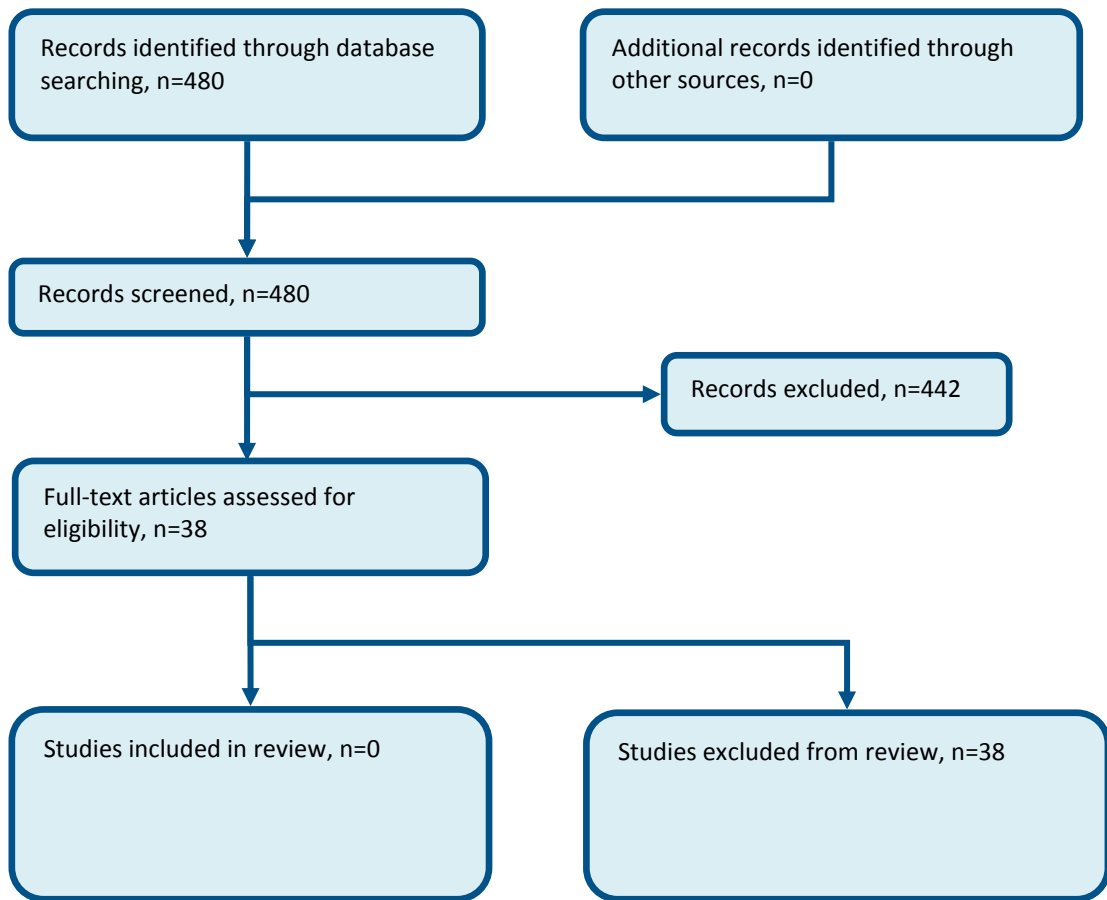 Records identified through database
searching, n=480
Additional records identified through
other sources, n=0
Records screened, n=480
Records excluded, n=442
Full-text articles assessed for
eligibility, n=38
Studies included in review, n=0
Studies excluded from review, n=38